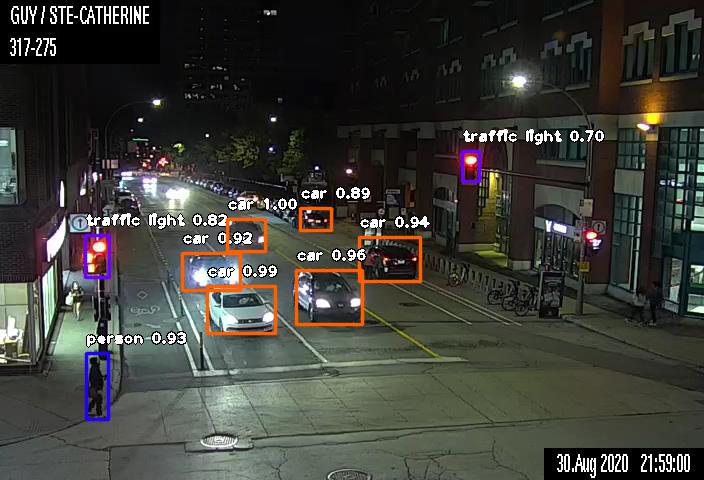 GUY / STE-CATHERINE
317-275
traffic light 0.70
car 0.89
car 1.00
traffic light 0.82
car 0.94
car 0.92
car 0.96
car 0.99
person 0.93
30.Aug 2020 21:59:00